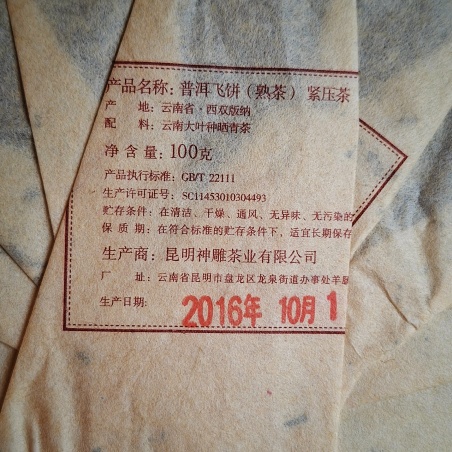 产品名称：普洱飞饼（熟茶） 紧压茶
产 地：云南省·西双版纳
配 料：云南大叶种晒青茶
净含量：100克
产品执行标准：GB/T 22111
生产许可证号：SC11453010304493
贮存条件：在清洁、干燥、通风、无异味、无污染的
保 质 期：在符合标准的贮存条件下，适宜长期保存
生产商：昆明神雕茶业有限公司
厂 址：云南省昆明市盘龙区龙泉街道办事处羊
生产日期：2016年 10月 1